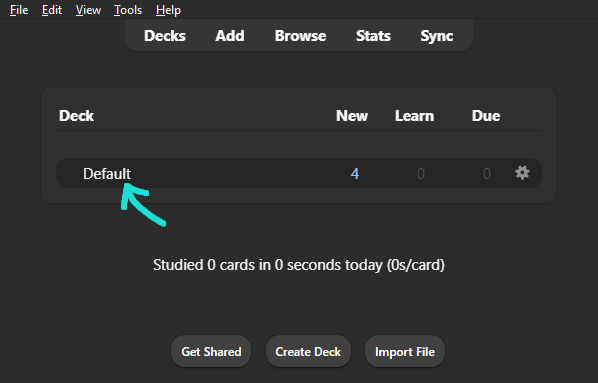 File Edit View Tools Help
Decks Add Browse Stats Sync
Deck New Learn Due
Default 4 0 0
Studied 0 cards in 0 seconds today (0s/card)
Get Shared Create Deck Import File